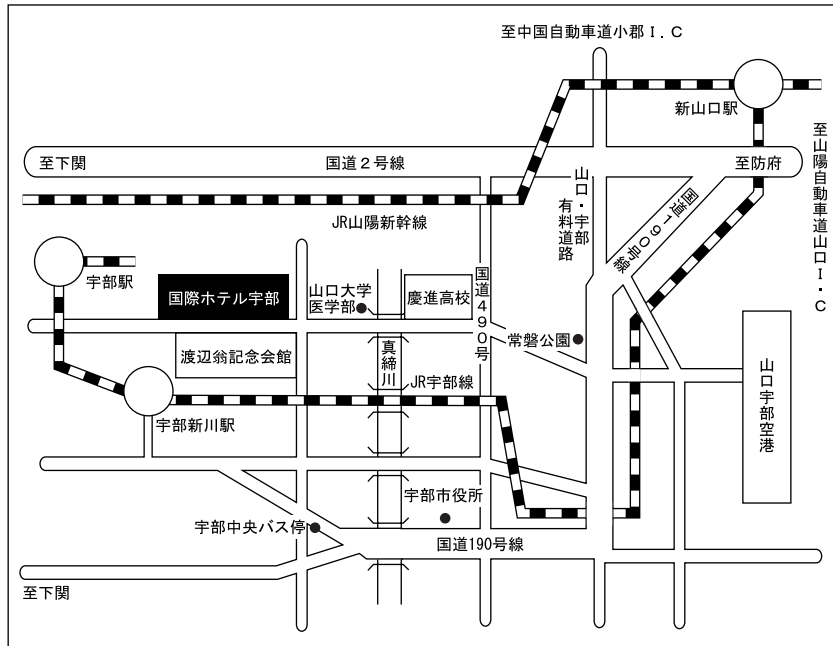 至中国自動車道小郡Ｉ．Ｃ
新山口駅
至山陽自動車道山口Ｉ・Ｃ
至下関
国道２号線
至防府
山口・宇部
有料道路
国道190号線
JR山陽新幹線
宇部駅
国際ホテル宇部
山口大学
医学部
慶進高校
国道490号
常磐公園
渡辺翁記念会館
真締川
JR宇部線
山口宇部空港
宇部新川駅
宇部市役所
宇部中央バス停
国道190号線
至下関